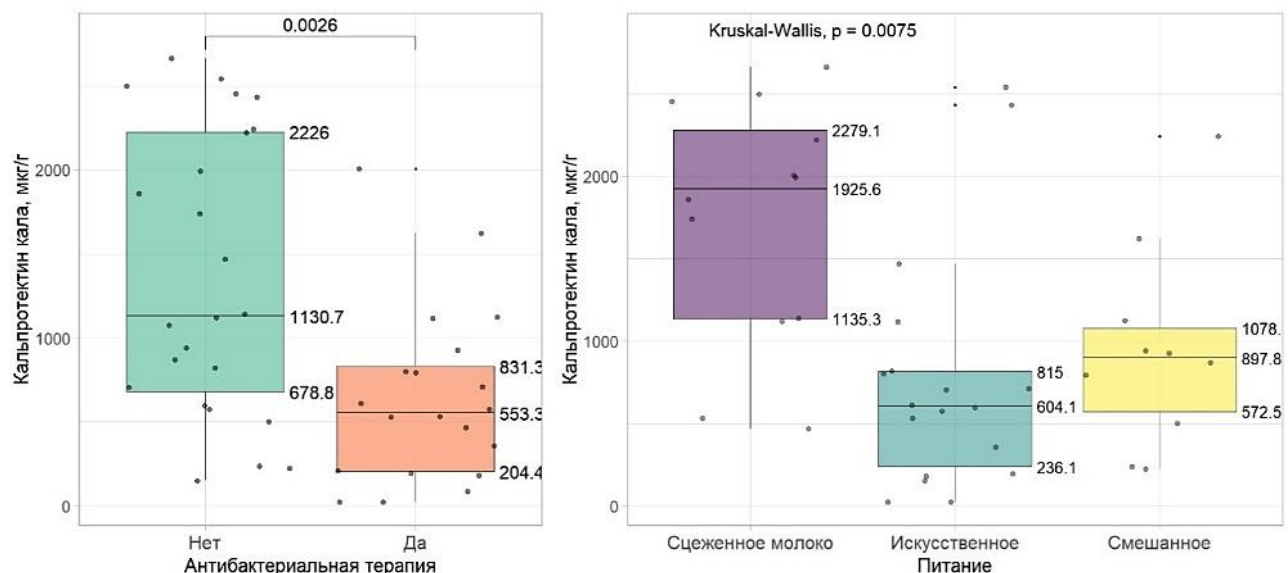 0.0026
Кальпротектин кала, мкг/г
2000
1000
0
2226
1130.7
678.8
831.3
553.3
204.4
Нет
Да
Антибактериальная терапия
Kruskal-Wallis, p = 0.0075
Кальпротектин кала, мкг/г
2000
1000
0
2279.1
1925.6
1135.3
815
604.1
236.1
1078.
897.8
572.5
Сцеженное молоко
Искусственное
Смешанное
Питание